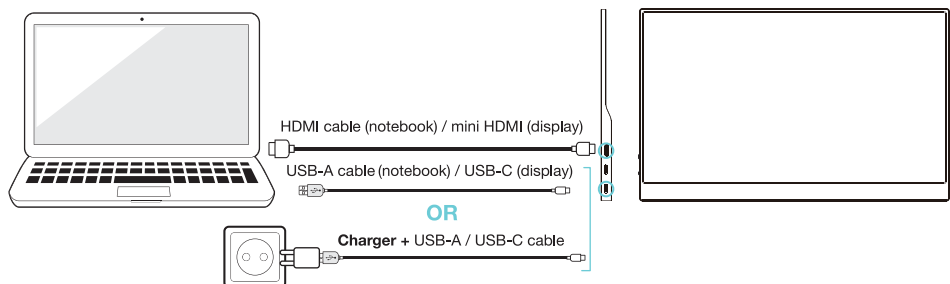 HDMI cable (notebook) / mini HDMI (display)
USB-A cable (notebook) / USB-C (display)
OR
Charger + USB-A / USB-C cable